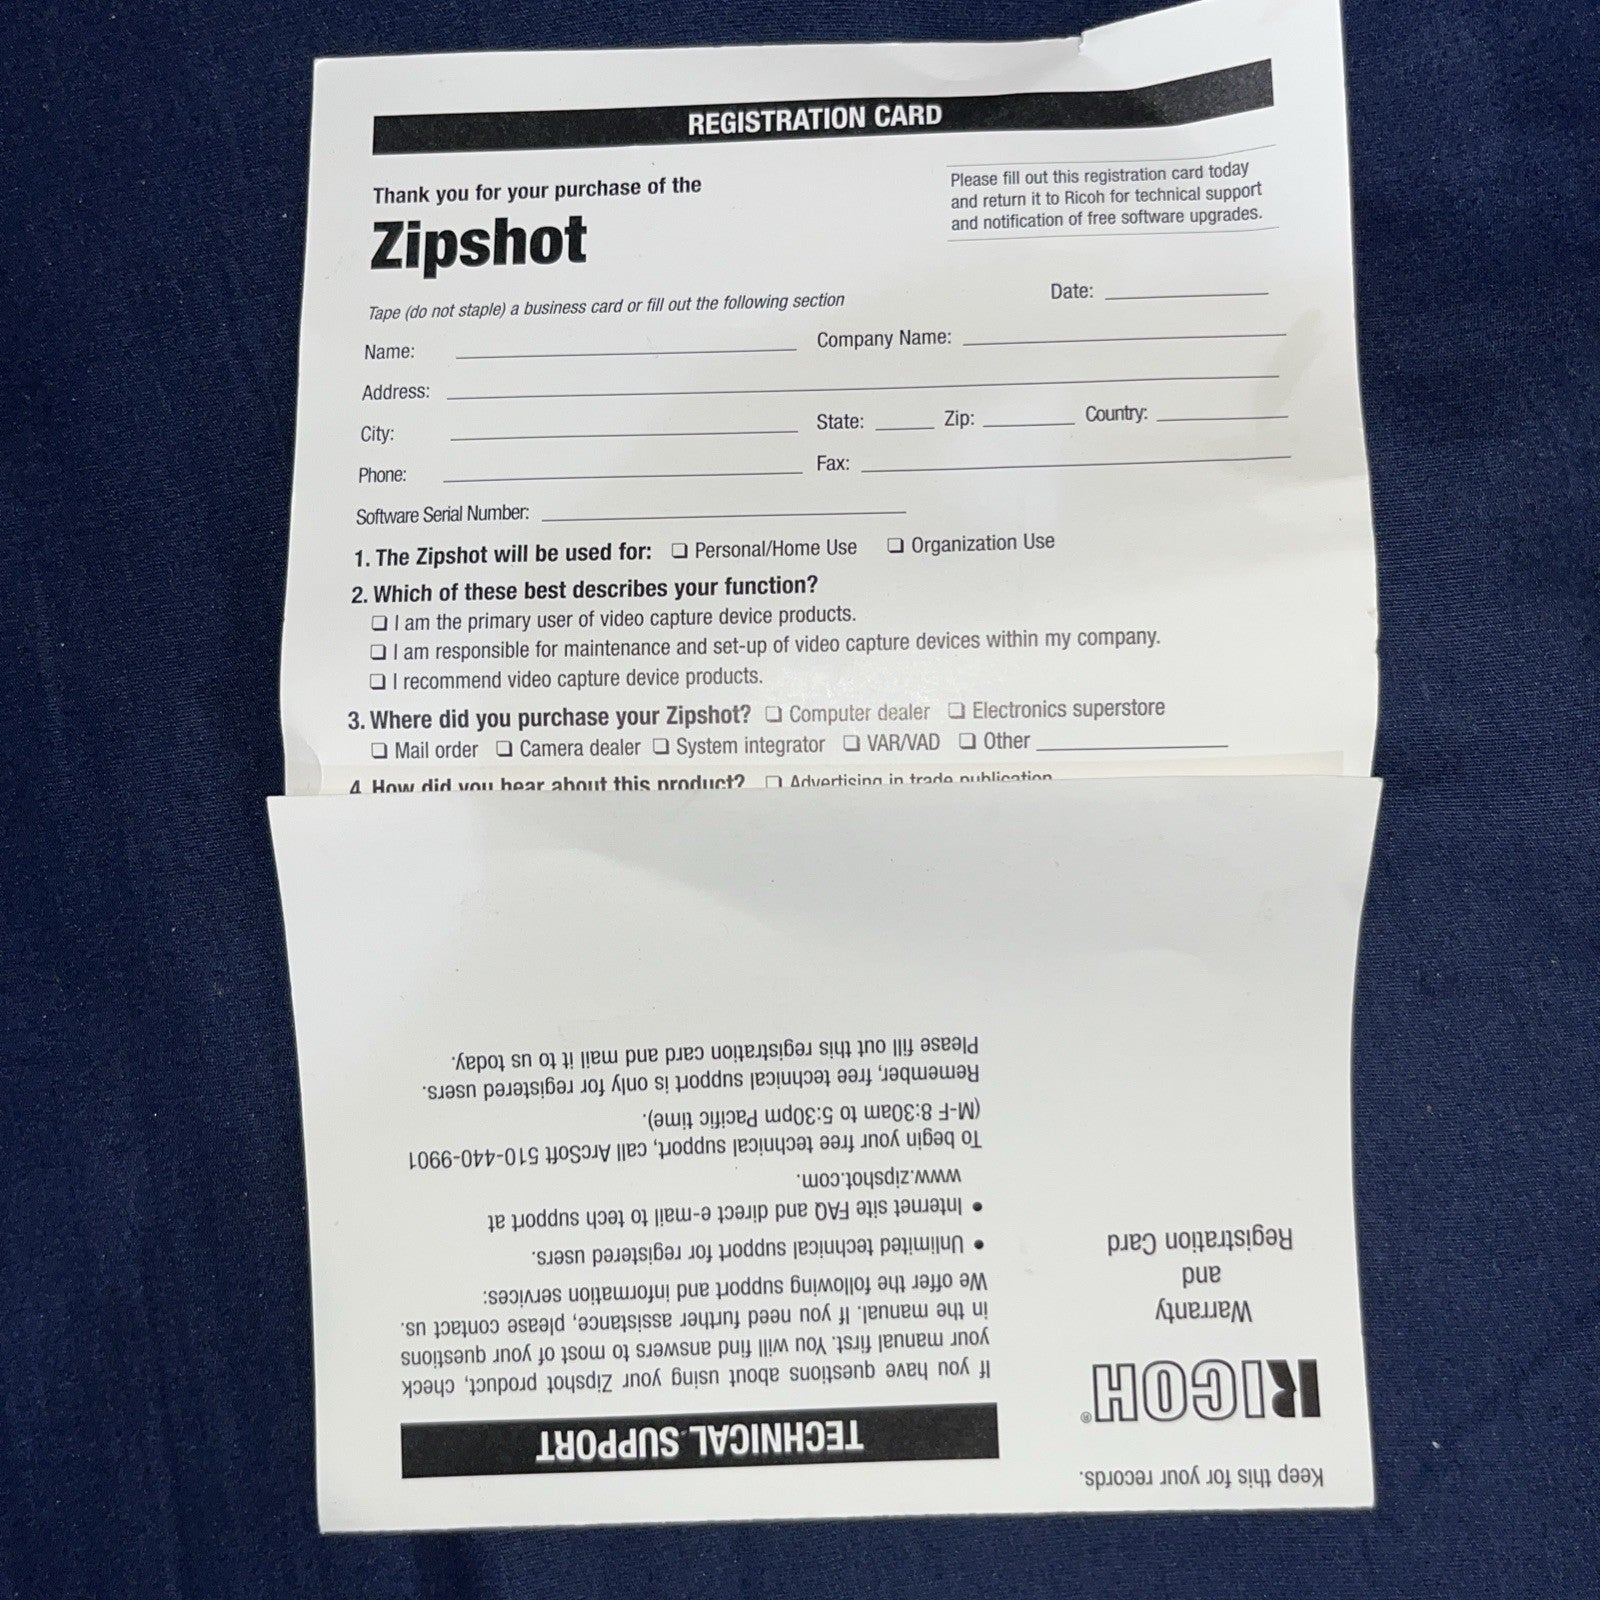 REGISTRATION CARD
Thank you for your purchase of the
Zipshot
Please fill out this registration card today
and return it to Ricoh for technical support
and notification of free software upgrades.
Tape (do not staple) a business card or fill out the following section
Date:
Name: Company Name:
Address:
City: State: Zip: Country:
Phone: Fax:
Software Serial Number:
1. The Zipshot will be used for: ❏ Personal/Home Use ❏ Organization Use
2. Which of these best describes your function?
❏ I am the primary user of video capture device products.
❏ I am responsible for maintenance and set-up of video capture devices within my company.
❏ I recommend video capture device products.
3. Where did you purchase your Zipshot? ❏ Computer dealer ❏ Electronics superstore
❏ Mail order ❏ Camera dealer ❏ System integrator ❏ VAR/VAD ❏ Other
4. How did you hear about this product? ❏ Advertising in trade publication
Keep this for your records.
RICOH®
Warranty
and
Registration Card
TECHNICAL SUPPORT
If you have questions about using your Zipshot product, check
your manual first. You will find answers to most of your questions
in the manual. If you need further assistance, please contact us.
We offer the following support and information services:
• Unlimited technical support for registered users.
• Internet site FAQ and direct e-mail to tech support at
www.zipshot.com.
To begin your free technical support, call ArcSoft 510-440-9901
(M-F 8:30am to 5:30pm Pacific time).
Remember, free technical support is only for registered users.
Please fill out this registration card and mail it to us today.